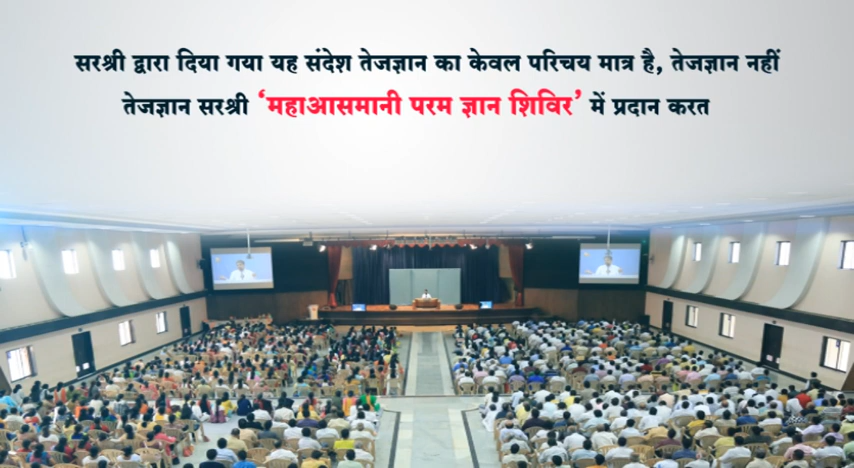 सरश्री द्वारा दिया गया यह संदेश तेजज्ञान का केवल परिचय मात्र है, तेजज्ञान नहीं
तेजज्ञान सरश्री ‘महाआसमानी परम ज्ञान शिविर’ में प्रदान करत